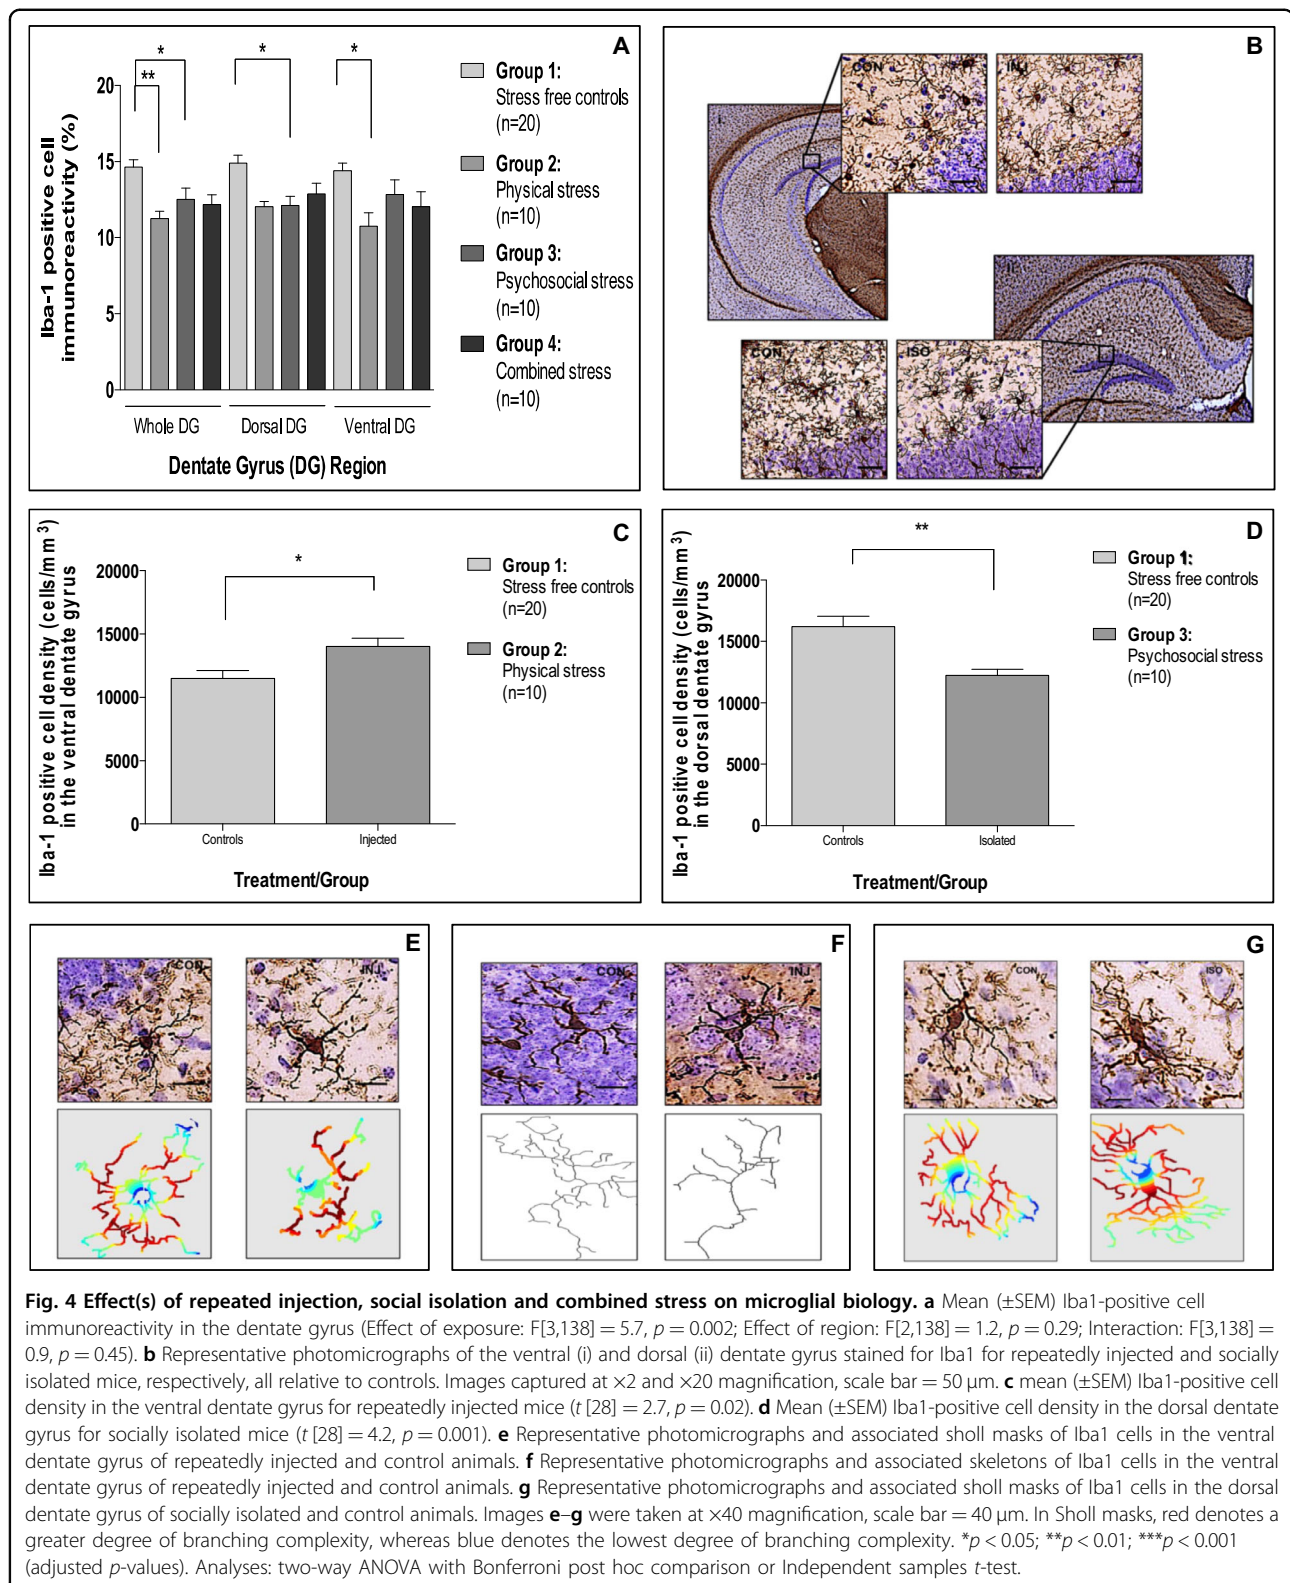 A
* *
* **
20
15
10
5
0
Iba-1 positive cell
immunoreactivity (%)
Whole DG Dorsal DG Ventral DG
Dentate Gyrus (DG) Region
Group 1:
Stress free controls
(n=20)
Group 2:
Physical stress
(n=10)
Group 3:
Psychosocial stress
(n=10)
Group 4:
Combined stress
(n=10)
B
i.
CON
INJ
ii.
CON
ISO
C
*
20000
15000
10000
5000
0
Iba-1 positive cell density (cells/mm³)
in the ventral dentate gyrus
Controls Injected
Treatment/Group
Group 1:
Stress free controls
(n=20)
Group 2:
Physical stress
(n=10)
D
**
20000
15000
10000
5000
0
Iba-1 positive cell density (cells/mm³)
in the dorsal dentate gyrus
Controls Isolated
Treatment/Group
Group 1:
Stress free controls
(n=20)
Group 3:
Psychosocial stress
(n=10)
E
CON INJ
F
CON INJ
G
CON ISO
Fig. 4 Effect(s) of repeated injection, social isolation and combined stress on microglial biology. a Mean (±SEM) Iba1-positive cell
immunoreactivity in the dentate gyrus (Effect of exposure: F[3,138] = 5.7, p = 0.002; Effect of region: F[2,138] = 1.2, p = 0.29; Interaction: F[3,138] =
0.9, p = 0.45). b Representative photomicrographs of the ventral (i) and dorsal (ii) dentate gyrus stained for Iba1 for repeatedly injected and socially
isolated mice, respectively, all relative to controls. Images captured at ×2 and ×20 magnification, scale bar = 50 μm. c mean (±SEM) Iba1-positive cell
density in the ventral dentate gyrus for repeatedly injected mice (t [28] = 2.7, p = 0.02). d Mean (±SEM) Iba1-positive cell density in the dorsal dentate
gyrus for socially isolated mice (t [28] = 4.2, p = 0.001). e Representative photomicrographs and associated sholl masks of Iba1 cells in the ventral
dentate gyrus of repeatedly injected and control animals. f Representative photomicrographs and associated skeletons of Iba1 cells in the ventral
dentate gyrus of repeatedly injected and control animals. g Representative photomicrographs and associated sholl masks of Iba1 cells in the dorsal
dentate gyrus of socially isolated and control animals. Images e–g were taken at ×40 magnification, scale bar = 40 μm. In Sholl masks, red denotes a
greater degree of branching complexity, whereas blue denotes the lowest degree of branching complexity. *p < 0.05; **p < 0.01; ***p < 0.001
(adjusted p-values). Analyses: two-way ANOVA with Bonferroni post hoc comparison or Independent samples t-test.